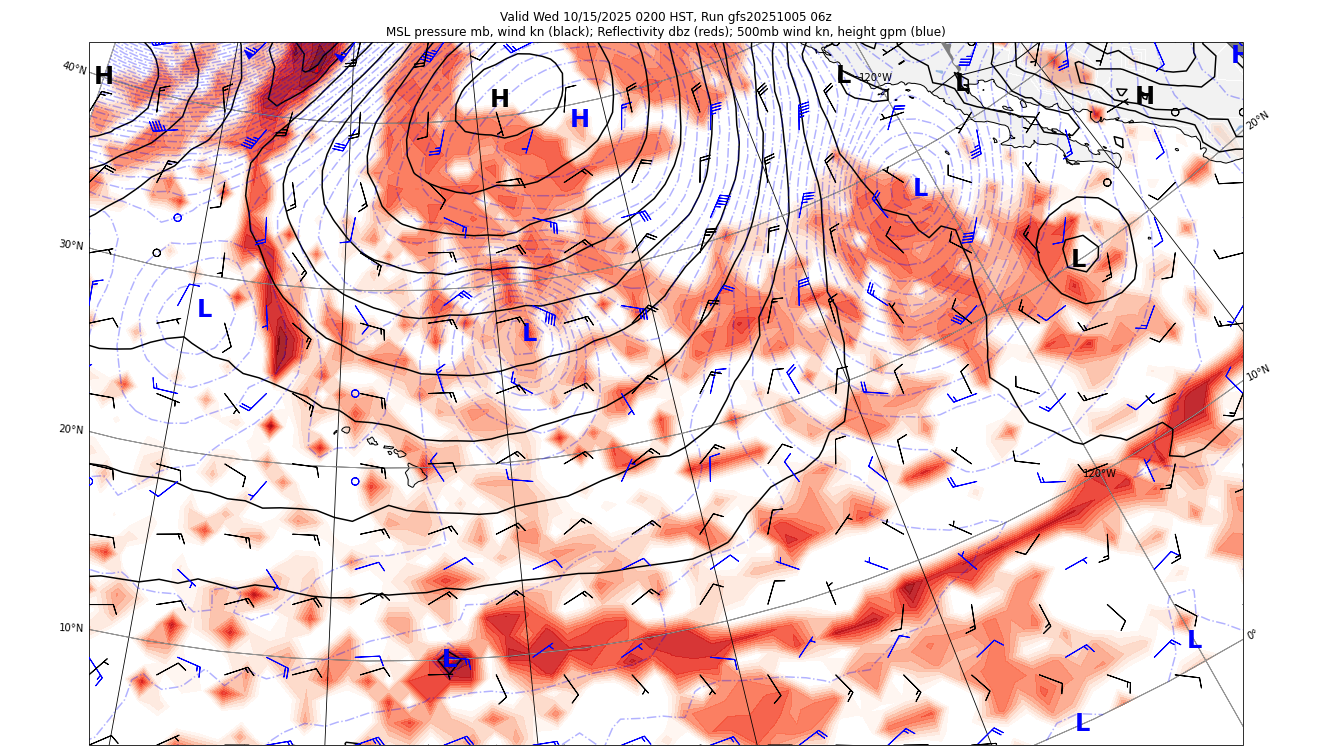 Valid Wed 10/15/2025 0200 HST, Run gfs20251005 06z
MSL pressure mb, wind kn (black); Reflectivity dbz (reds); 500mb wind kn, height gpm (blue)
H
40°N
H
H
L
120°W
L
H
H
20°N
L
30°N
L
L
L
10°N
20°N
120°W
10°N
L
L
0°
L